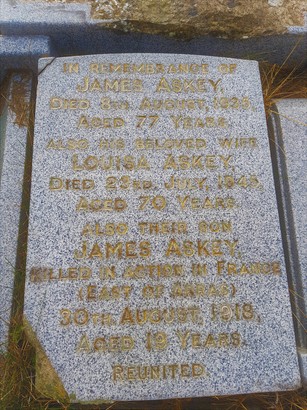 IN REMEMBRANCE OF
JAMES ASKEY,
DIED 8TH AUGUST,
AGED 77 YEARS.
ALSO HIS BELOVED WIFE
LOUISA ASKEY,
DIED JULY,
AGED 70 YEARS
ALSO THEIR SON
JAMES ASKEY,
KILLED IN ACTION IN FRANCE
(EAST OF ARRAS)
30TH AUGUST 1918,
AGED 19 YEARS.
REUNITED.